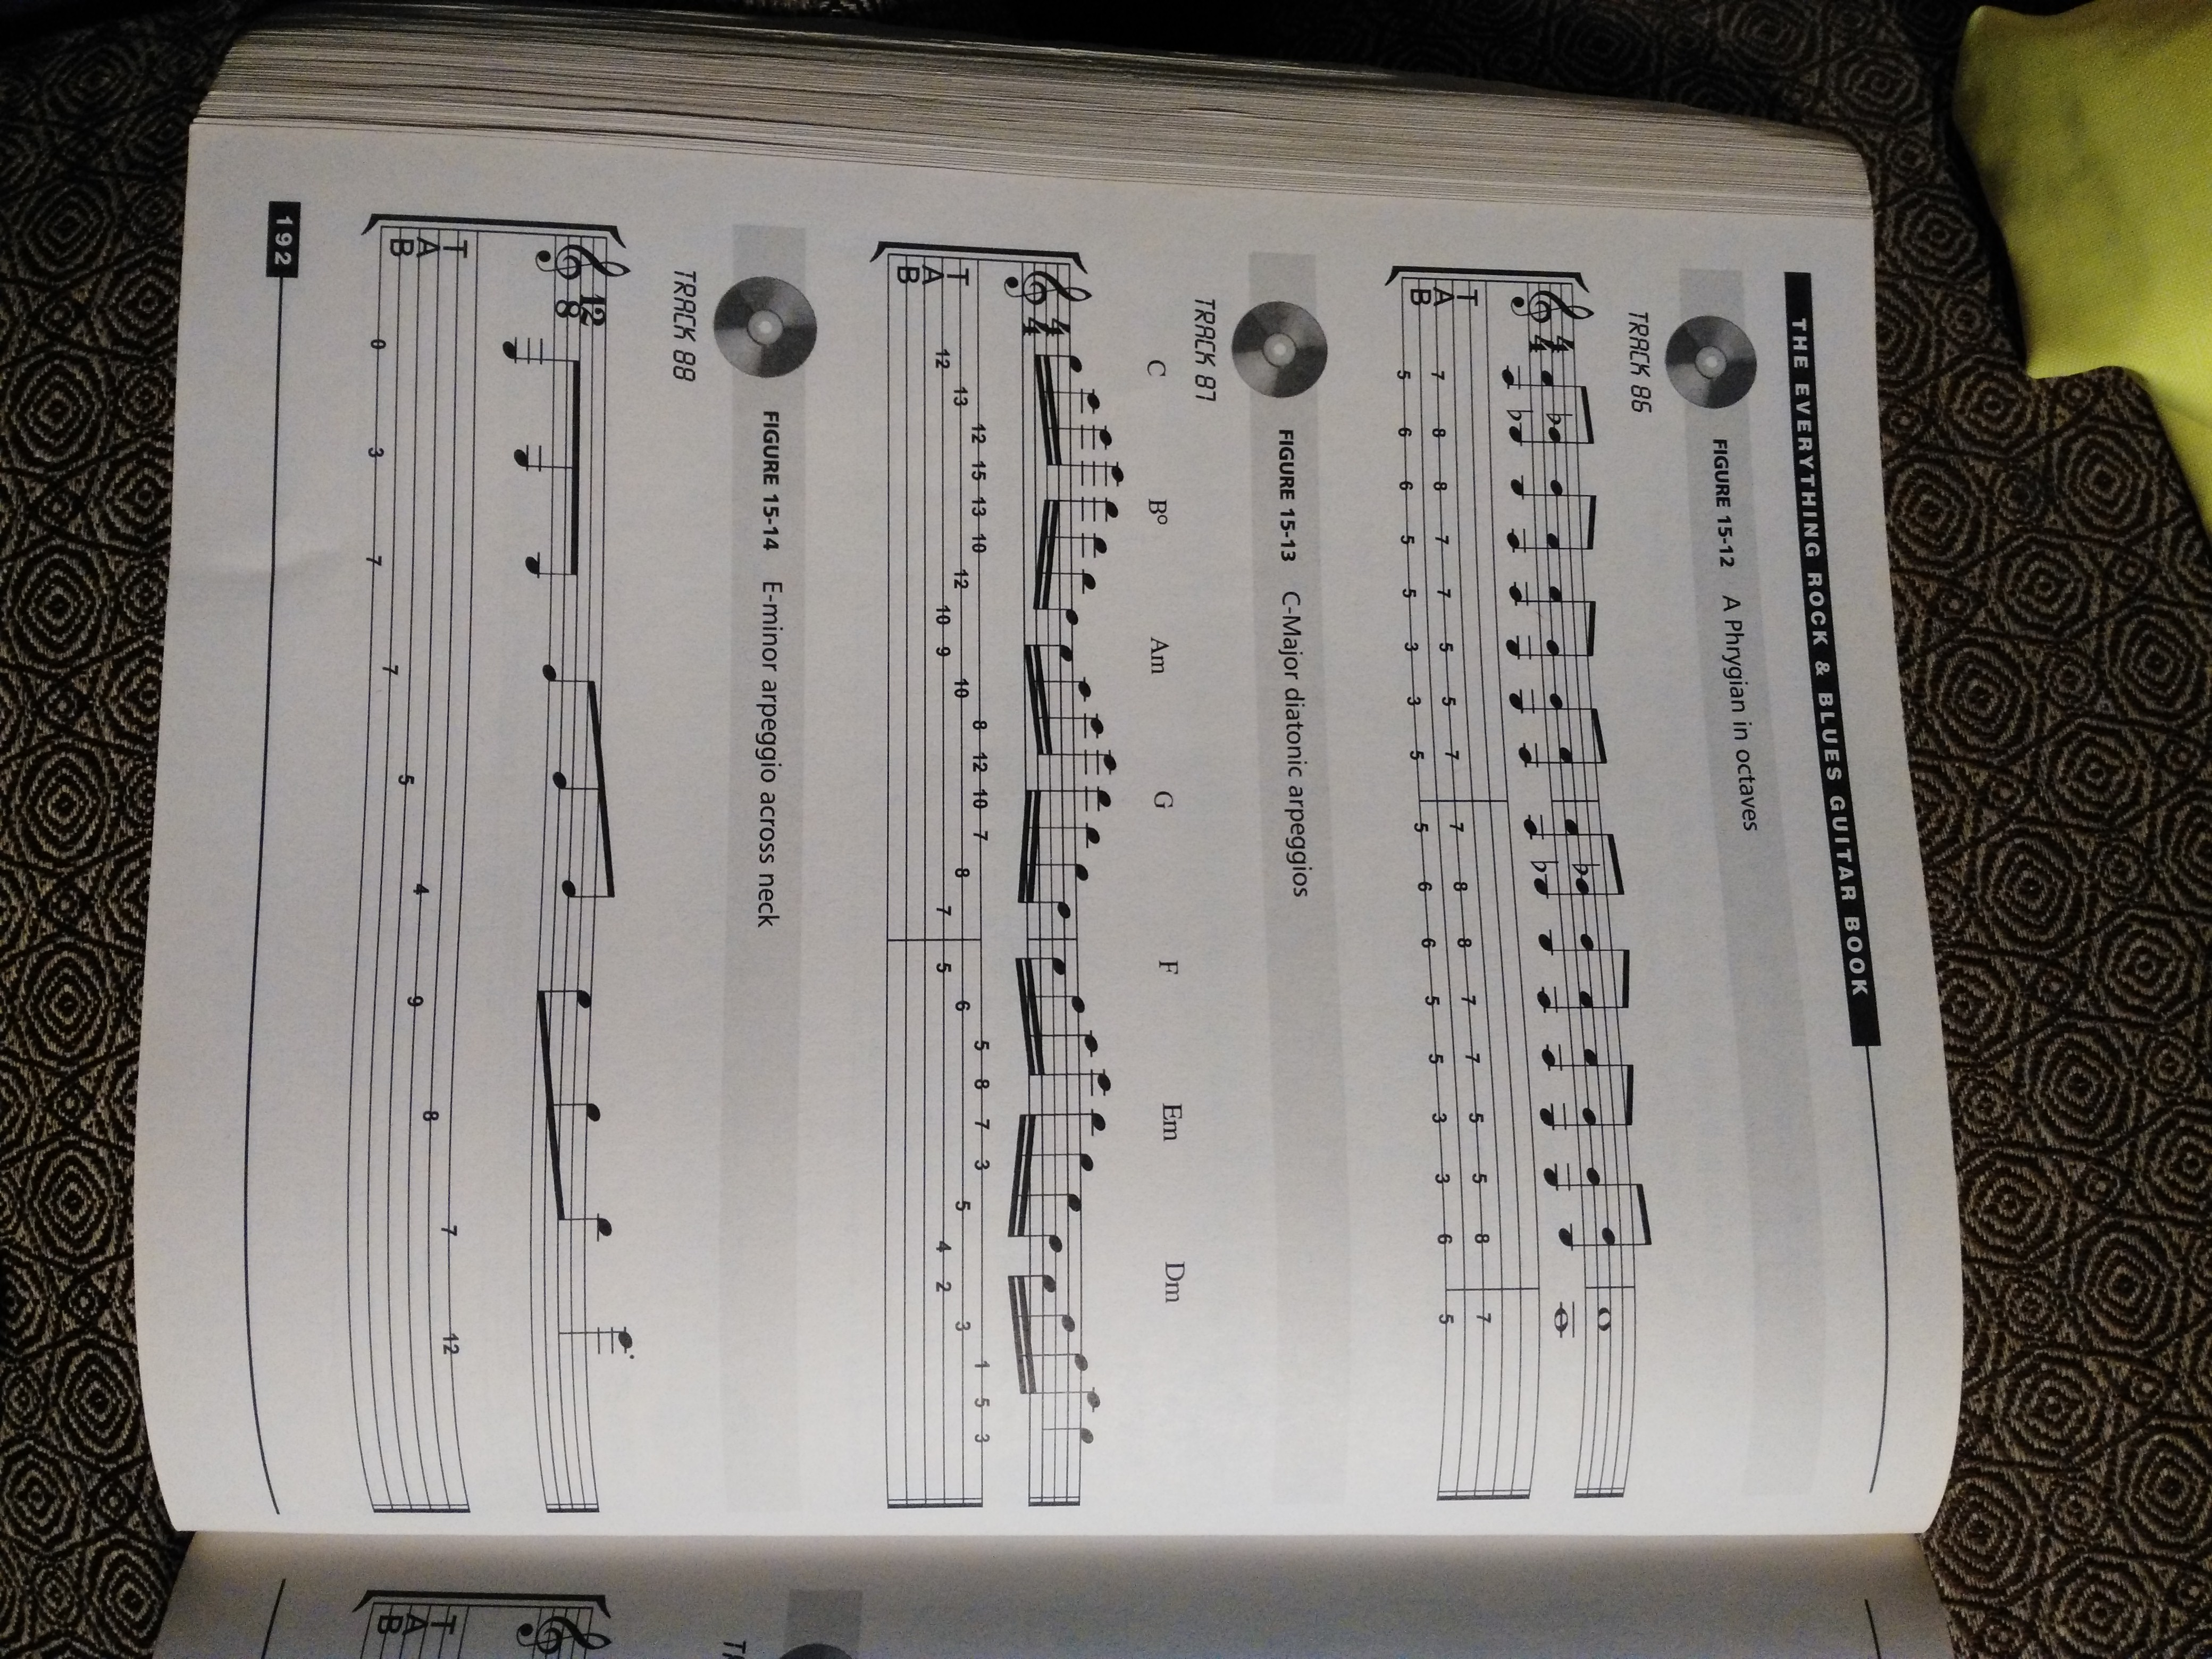 THE EVERYTHING ROCK & BLUES GUITAR BOOK
FIGURE 15-12 A Phrygian in octaves
TRACK 86
4
4
T
A
B
7 8 8 7 7 5 5 7 7 8 8 7 7 5 5 8 7
5 6 6 5 5 3 3 5 5 6 6 5 5 3 3 6 5
FIGURE 15-13 C-Major diatonic arpeggios
TRACK 87
C B° Am G F Em Dm
4
4
T
A
B
12 15 13 10 8 12 10 7 5 8 7 3 1 5 3
13 12 10 8 6 5 3
12 10 9 7 5 4 2
FIGURE 15-14 E-minor arpeggio across neck
TRACK 88
12
8
T
A
B
7 12
8
4 9
5
7
0 3 7
192
T
A
B